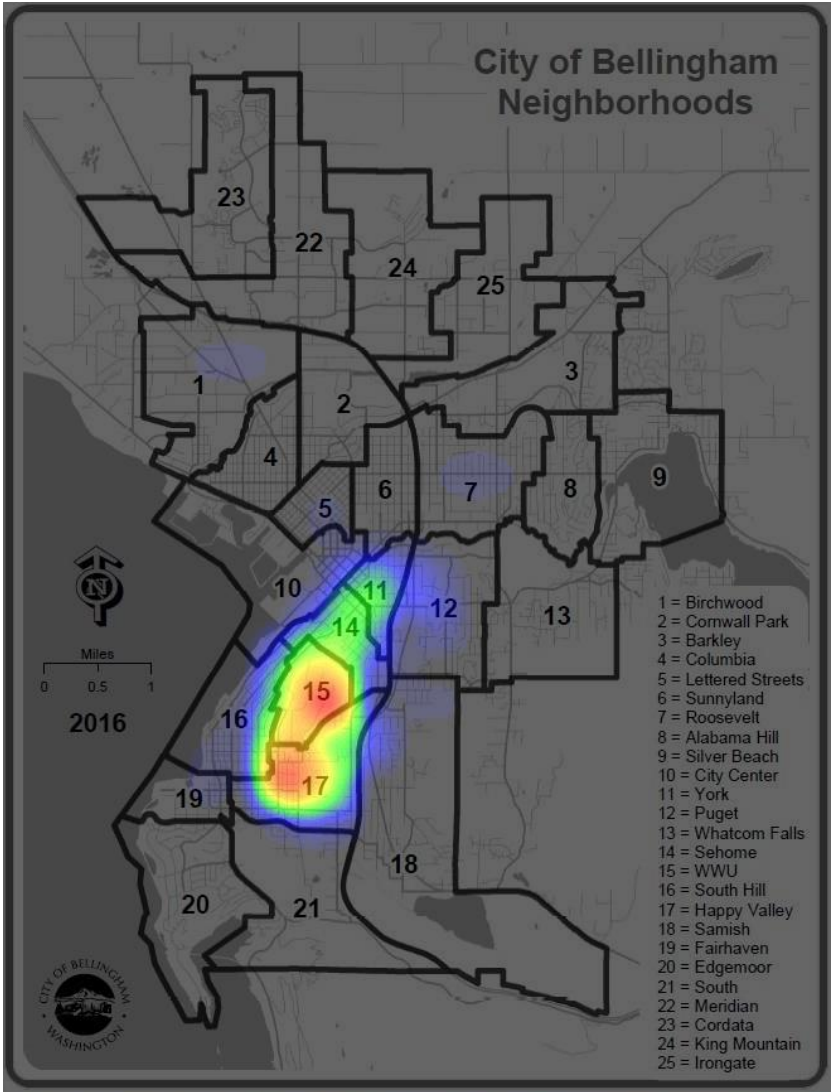 City of Bellingham
Neighborhoods
23
22
24
25
3
1
2
4
9
7
6
8
5
10
11
12
13
14
15
16
17
19
18
20
21
N
Miles
0 0.5 1
2016
1 = Birchwood
2 = Cornwall Park
3 = Barkley
4 = Columbia
5 = Lettered Streets
6 = Sunnyland
7 = Roosevelt
8 = Alabama Hill
9 = Silver Beach
10 = City Center
11 = York
12 = Puget
13 = Whatcom Falls
14 = Sehome
15 = WWU
16 = South Hill
17 = Happy Valley
18 = Samish
19 = Fairhaven
20 = Edgemoor
21 = South
22 = Meridian
23 = Cordata
24 = King Mountain
25 = Irongate
CITY OF BELLINGHAM
WASHINGTON